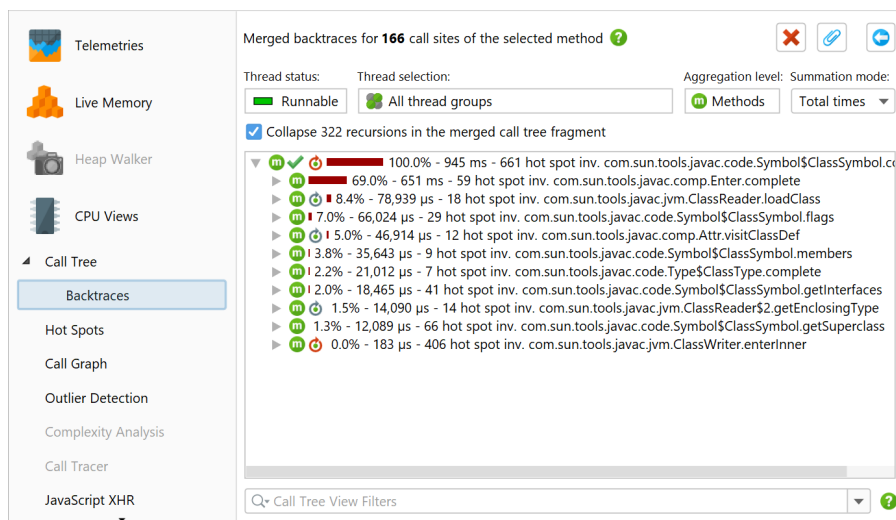 Telemetries
Live Memory
Heap Walker
CPU Views
Call Tree
Backtraces
Hot Spots
Call Graph
Outlier Detection
Complexity Analysis
Call Tracer
JavaScript XHR
Merged backtraces for 166 call sites of the selected method ?
Thread status: Thread selection: Aggregation level: Summation mode:
Runnable All thread groups m Methods Total times
Collapse 322 recursions in the merged call tree fragment
m 100.0% - 945 ms - 661 hot spot inv. com.sun.tools.javac.code.Symbol$ClassSymbol.c
m 69.0% - 651 ms - 59 hot spot inv. com.sun.tools.javac.comp.Enter.complete
m 8.4% - 78,939 µs - 18 hot spot inv. com.sun.tools.javac.jvm.ClassReader.loadClass
m 7.0% - 66,024 µs - 29 hot spot inv. com.sun.tools.javac.code.Symbol$ClassSymbol.flags
m 5.0% - 46,914 µs - 12 hot spot inv. com.sun.tools.javac.comp.Attr.visitClassDef
m 3.8% - 35,643 µs - 9 hot spot inv. com.sun.tools.javac.code.Symbol$ClassSymbol.members
m 2.2% - 21,012 µs - 7 hot spot inv. com.sun.tools.javac.code.Type$ClassType.complete
m 2.0% - 18,465 µs - 41 hot spot inv. com.sun.tools.javac.code.Symbol$ClassSymbol.getInterfaces
m 1.5% - 14,090 µs - 14 hot spot inv. com.sun.tools.javac.jvm.ClassReader$2.getEnclosingType
m 1.3% - 12,089 µs - 66 hot spot inv. com.sun.tools.javac.code.Symbol$ClassSymbol.getSuperclass
m 0.0% - 183 µs - 406 hot spot inv. com.sun.tools.javac.jvm.ClassWriter.enterInner
Call Tree View Filters ?